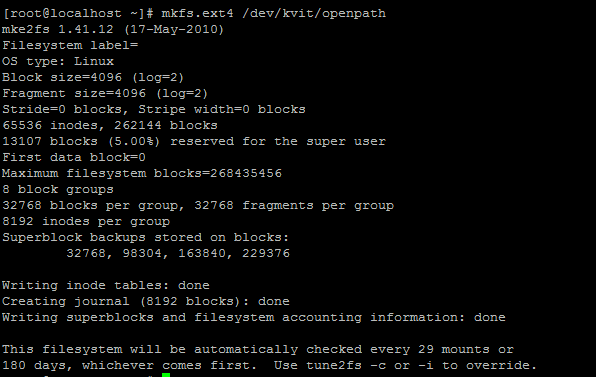 [root@localhost ~]# mkfs.ext4 /dev/kvit/openpath
mke2fs 1.41.12 (17-May-2010)
Filesystem label=
OS type: Linux
Block size=4096 (log=2)
Fragment size=4096 (log=2)
Stride=0 blocks, Stripe width=0 blocks
65536 inodes, 262144 blocks
13107 blocks (5.00%) reserved for the super user
First data block=0
Maximum filesystem blocks=268435456
8 block groups
32768 blocks per group, 32768 fragments per group
8192 inodes per group
Superblock backups stored on blocks:
        32768, 98304, 163840, 229376

Writing inode tables: done
Creating journal (8192 blocks): done
Writing superblocks and filesystem accounting information: done

This filesystem will be automatically checked every 29 mounts or
180 days, whichever comes first.  Use tune2fs -c or -i to override.